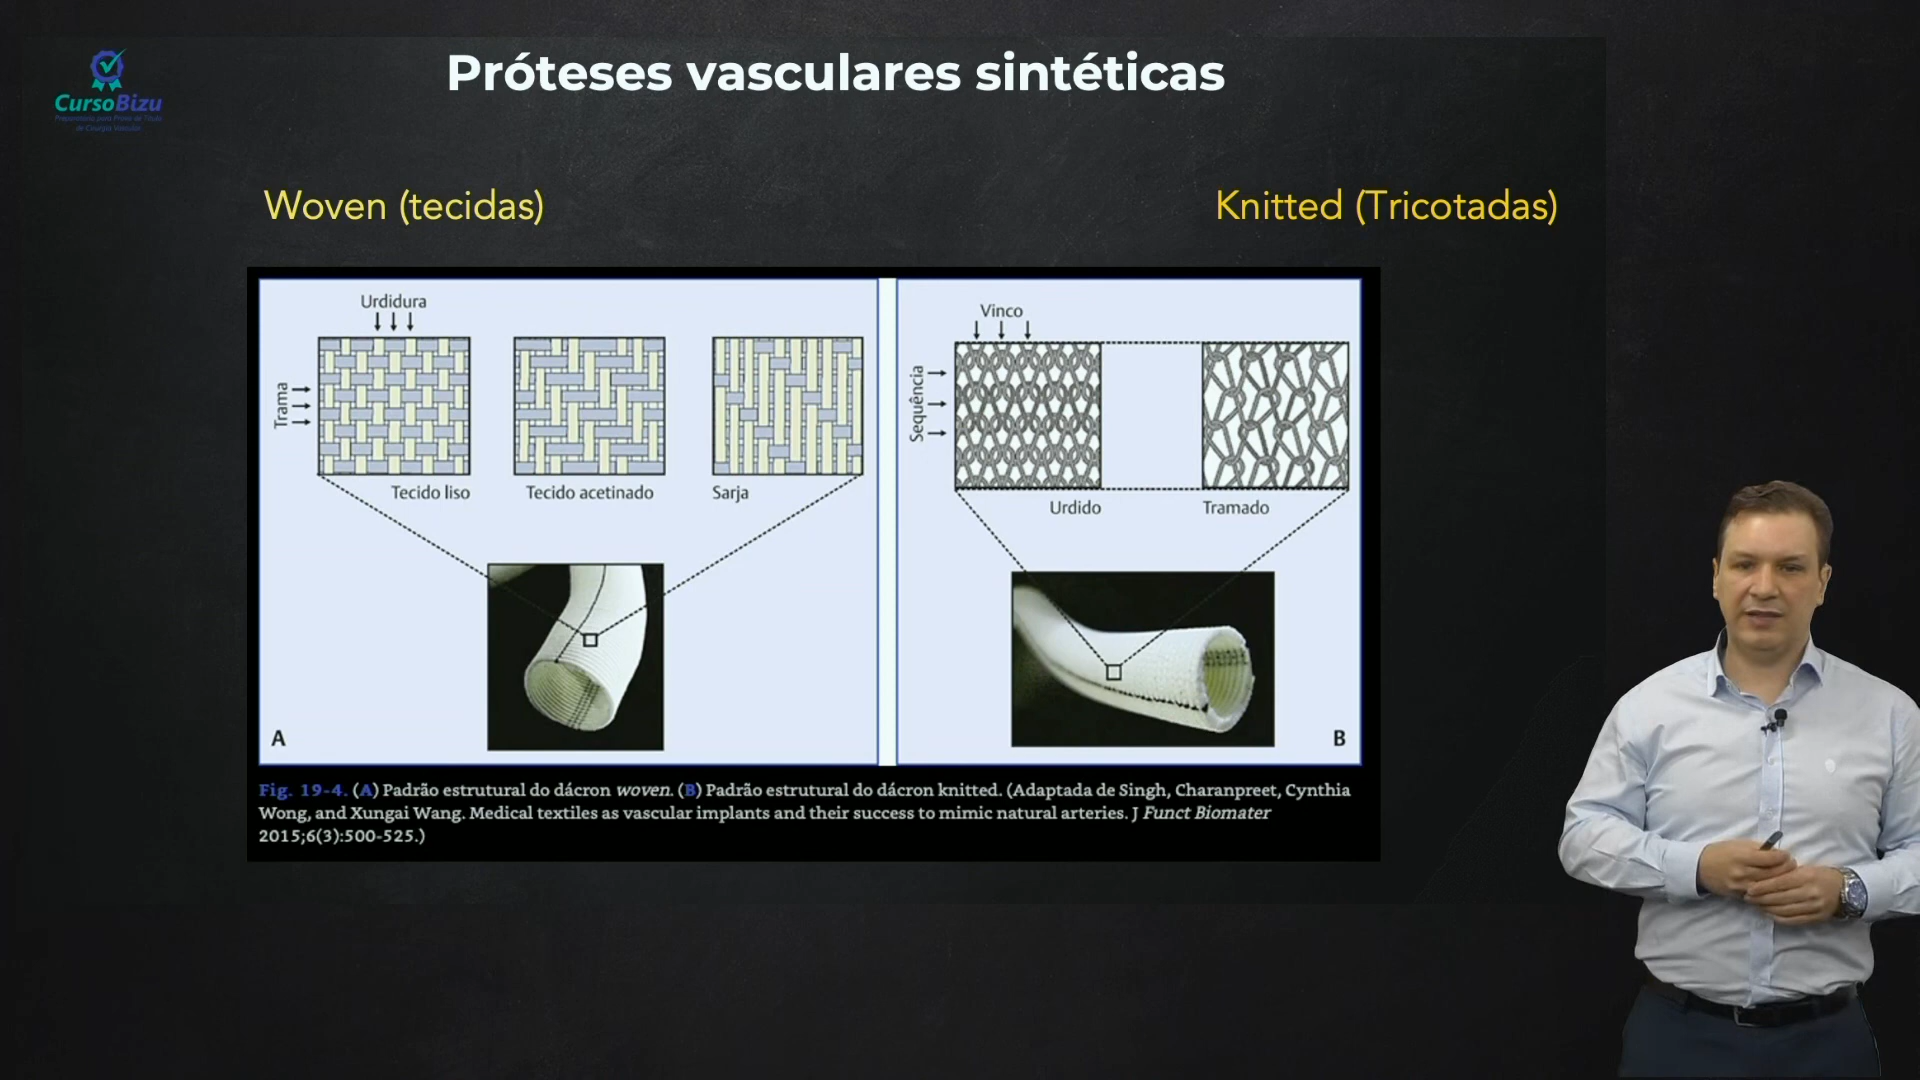 Próteses vasculares sintéticas
CursoBizu
Preparatório para Prova de Título
de Cirurgia Vascular
Woven (tecidas)
Knitted (Tricotadas)
Urdidura
Trama
Tecido liso
Tecido acetinado
Sarja
A
Vinco
Sequência
Urdido
Tramado
B
Fig. 19-4. (A) Padrão estrutural do dácron woven. (B) Padrão estrutural do dácron knitted. (Adaptada de Singh, Charanpreet, Cynthia
Wong, and Xungai Wang. Medical textiles as vascular implants and their success to mimic natural arteries. J Funct Biomater
2015;6(3):500-525.)